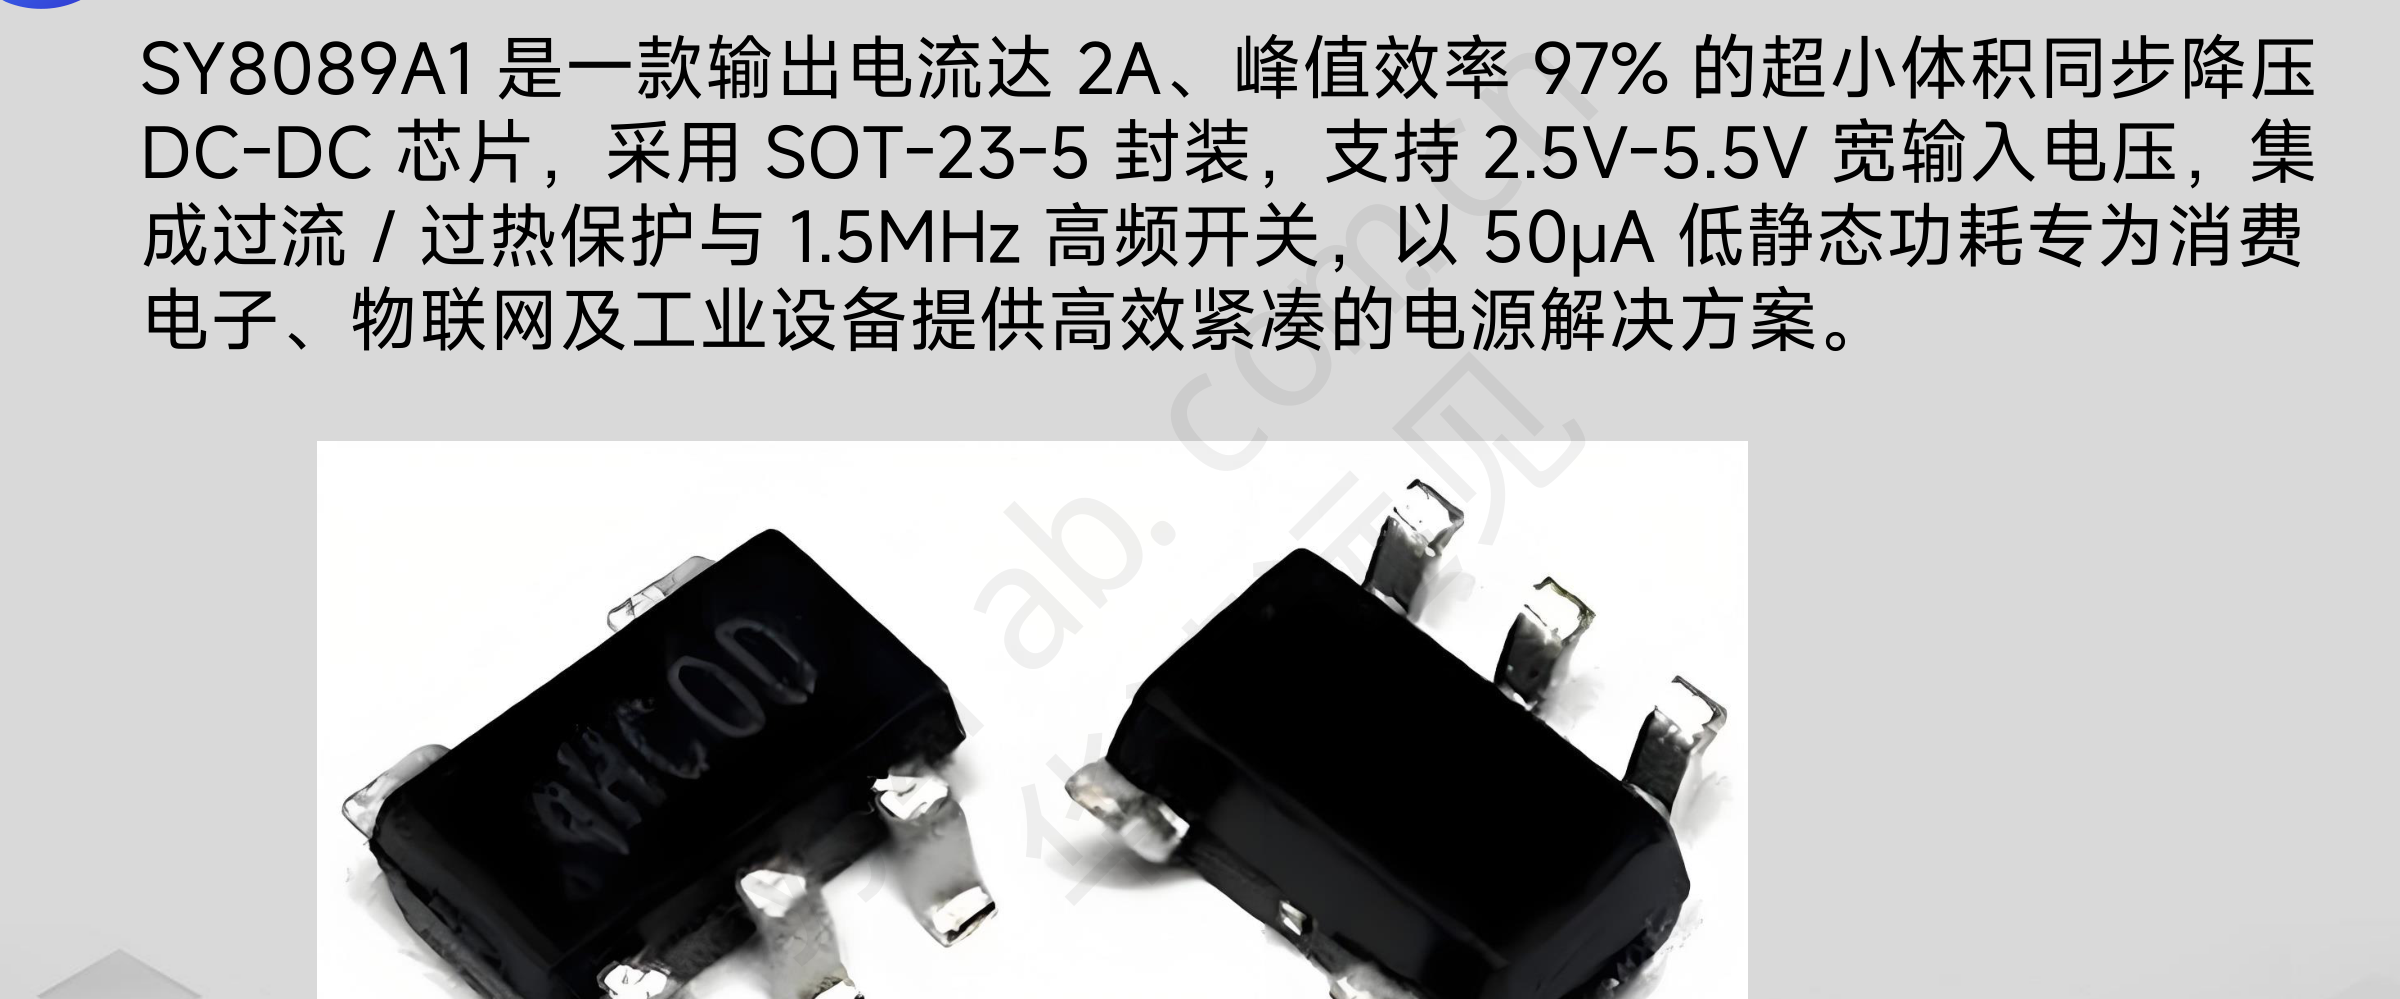 SY8089A1 是一款输出电流达 2A、峰值效率 97% 的超小体积同步降压
DC-DC 芯片，采用 SOT-23-5 封装，支持 2.5V-5.5V 宽输入电压，集
成过流 / 过热保护与 1.5MHz 高频开关，以 50μA 低静态功耗专为消费
电子、物联网及工业设备提供高效紧凑的电源解决方案。